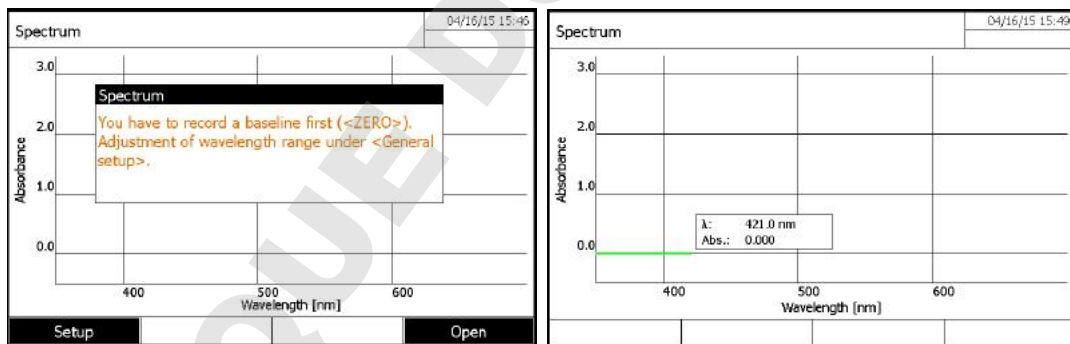 Spectrum
04/16/15 15:46
3.0
Spectrum
You have to record a baseline first (<ZERO>).
Adjustment of wavelength range under <General
setup>.
2.0
1.0
0.0
Absorbance
400 500 600
Wavelength [nm]
Setup Open
Spectrum
04/16/15 15:49
3.0
2.0
1.0
0.0
Absorbance
λ: 421.0 nm
Abs.: 0.000
400 500 600
Wavelength [nm]